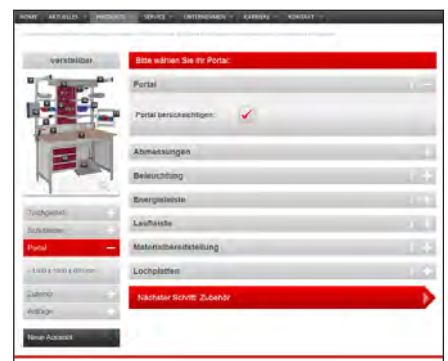 HOME AKTUELLES PRODUKTE SERVICE UNTERNEHMEN KARRIERE KONTAKT
verstellbar
Bitte wählen Sie Ihr Portal:
Portal
Portal berücksichtigen:
Abmessungen
Beleuchtung
Energieleiste
Laufleiste
Materialbereitstellung
Lochplatten
Nächster Schritt: Zubehör
Tischgestell
Schubladen
Portal
Zubehör
Anfrage
Neue Auswahl